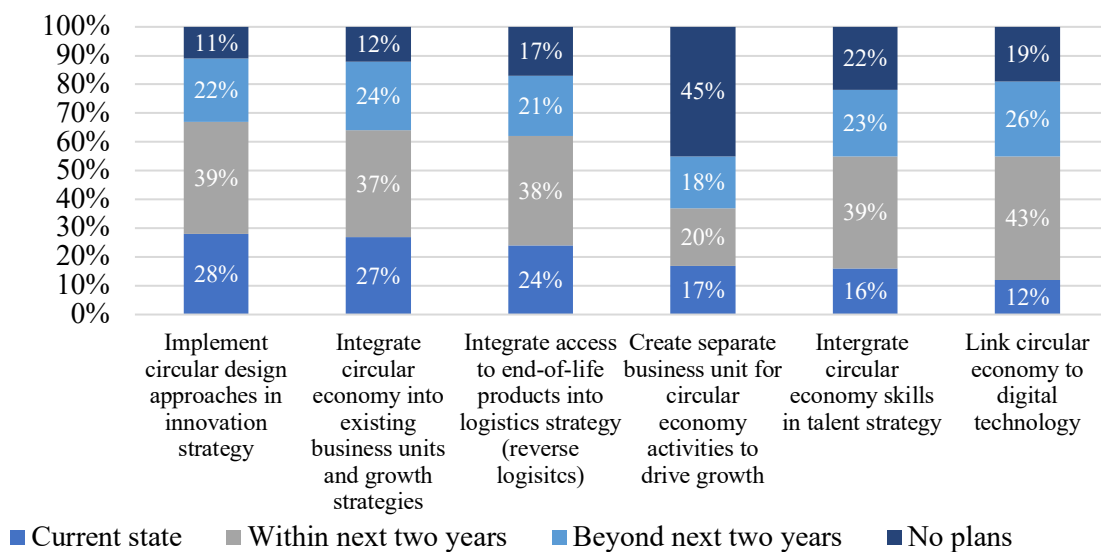 100%
90%
80%
70%
60%
50%
40%
30%
20%
10%
0%
11%
22%
39%
28%
12%
24%
37%
27%
17%
21%
38%
24%
45%
18%
20%
17%
22%
23%
39%
16%
19%
26%
43%
12%
Implement
circular design
approaches in
innovation
strategy
Integrate
circular
economy into
existing
business units
and growth
strategies
Integrate access
to end-of-life
products into
logistics strategy
(reverse
logisitcs)
Create separate
business unit for
circular
economy
activities to
drive growth
Intergrate
circular
economy skills
in talent strategy
Link circular
economy to
digital
technology
Current state
Within next two years
Beyond next two years
No plans